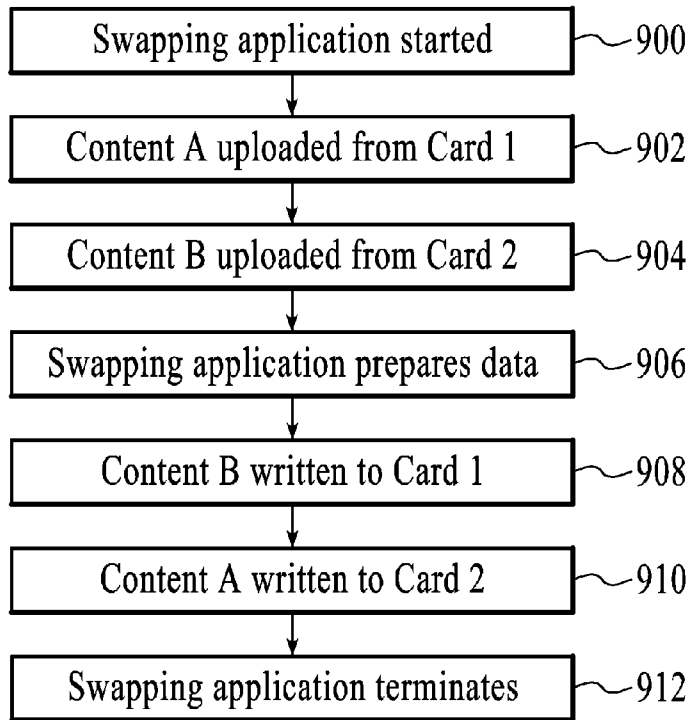 Swapping application started 900
Content A uploaded from Card 1 902
Content B uploaded from Card 2 904
Swapping application prepares data 906
Content B written to Card 1 908
Content A written to Card 2 910
Swapping application terminates 912